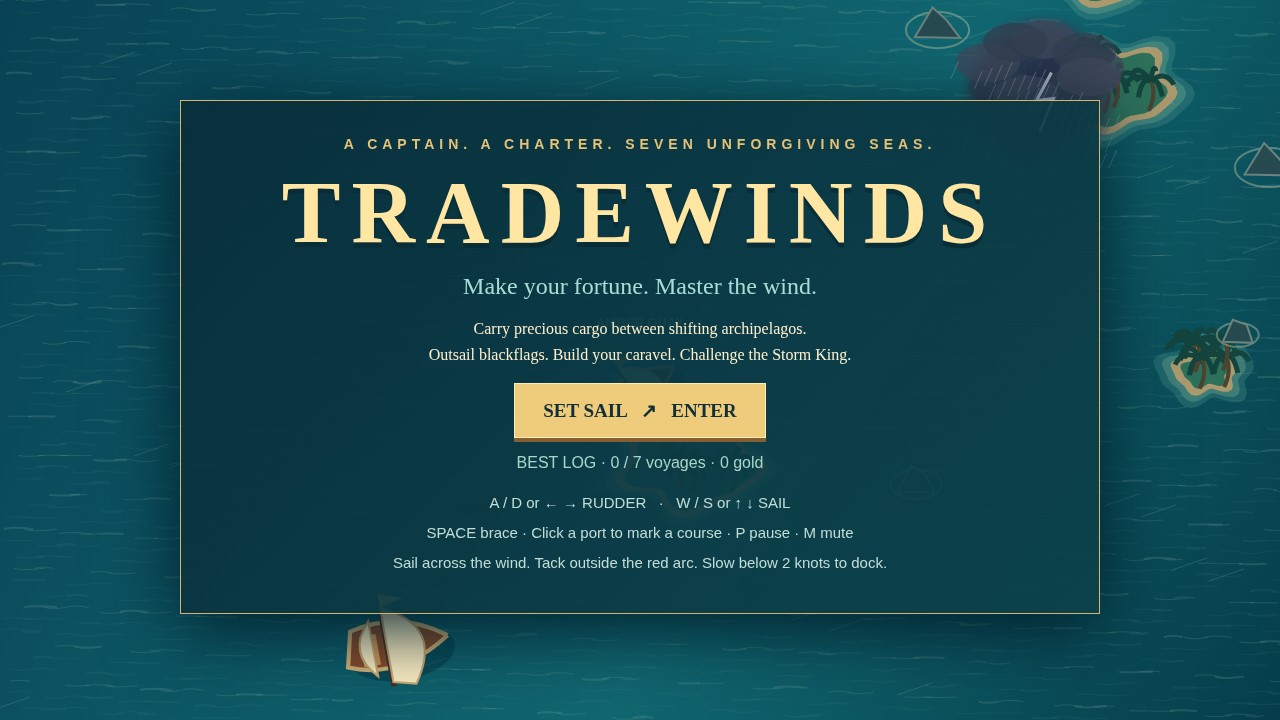 A CAPTAIN. A CHARTER. SEVEN UNFORGIVING SEAS.
TRADEWINDS
Make your fortune. Master the wind.
Carry precious cargo between shifting archipelagos.
Outsail blackflags. Build your caravel. Challenge the Storm King.
SET SAIL ↗ ENTER
BEST LOG · 0 / 7 voyages · 0 gold
A / D or ← → RUDDER · W / S or ↑ ↓ SAIL
SPACE brace · Click a port to mark a course · P pause · M mute
Sail across the wind. Tack outside the red arc. Slow below 2 knots to dock.